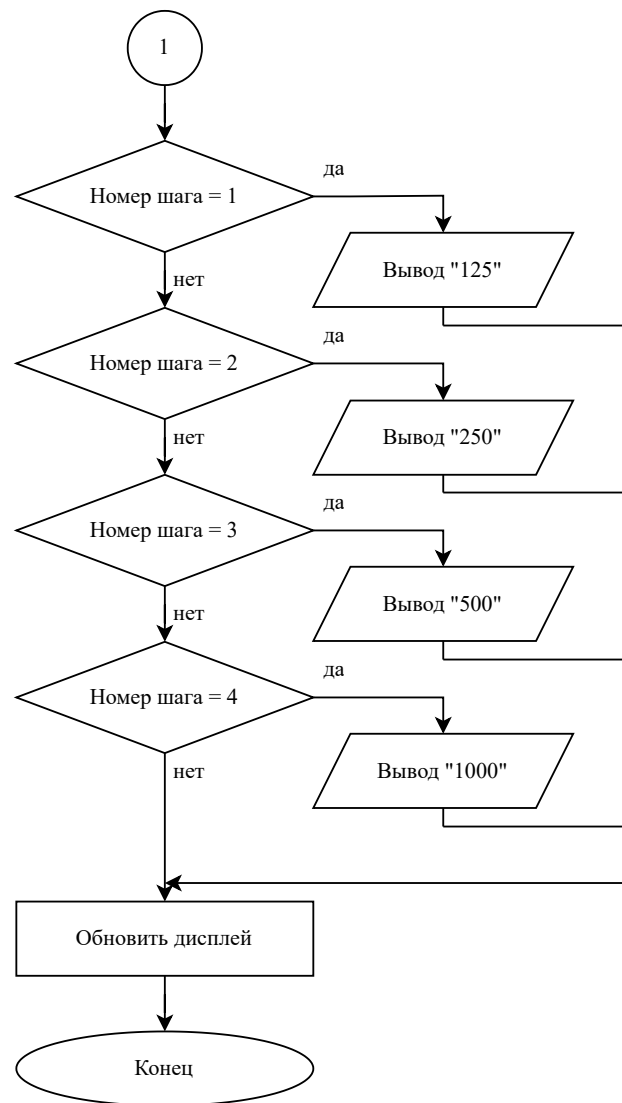 1
Номер шага = 1
да
Вывод "125"
нет
Номер шага = 2
да
Вывод "250"
нет
Номер шага = 3
да
Вывод "500"
нет
Номер шага = 4
да
Вывод "1000"
нет
Обновить дисплей
Конец